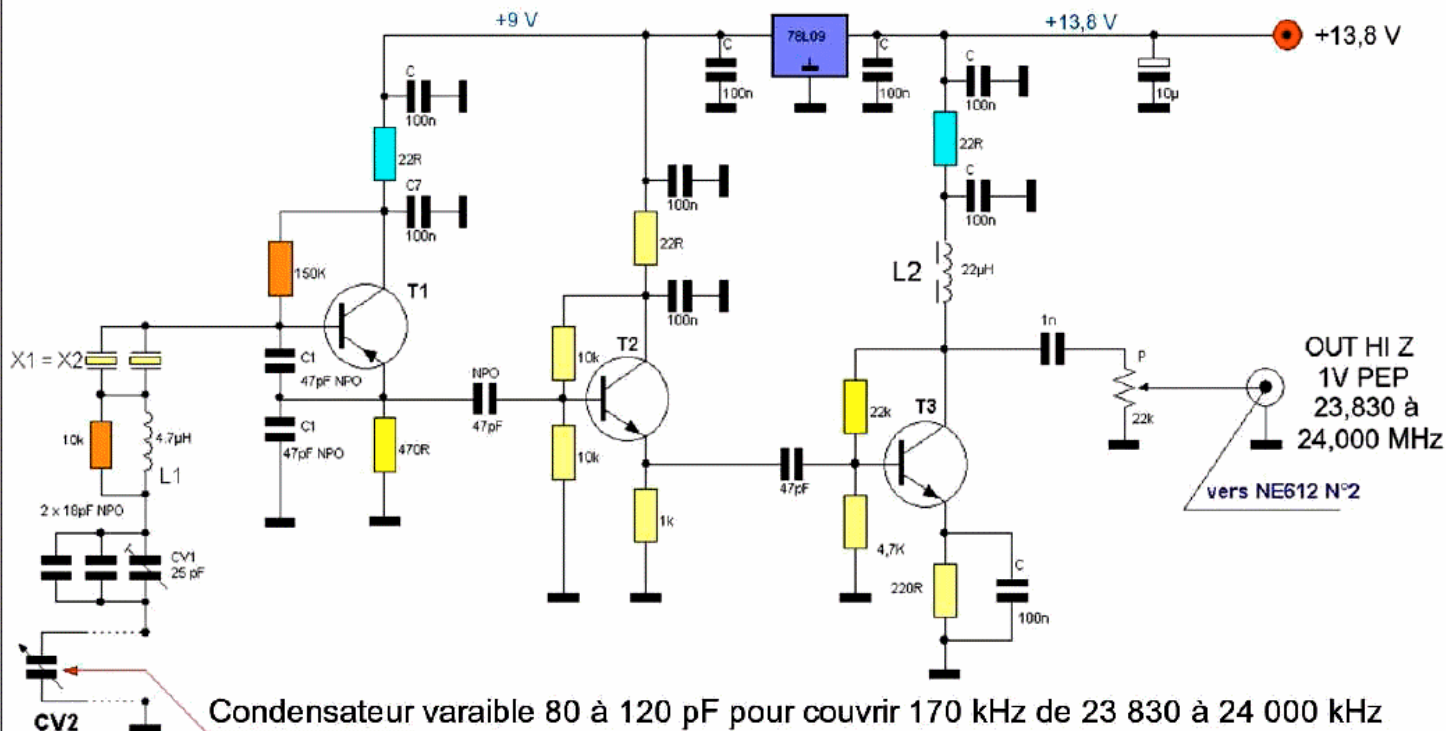 +9 V
78L09
+13,8 V
+13,8 V
C
100n
22R
C7
100n
C
100n
C
100n
C
100n
22R
C
100n
10µ
100n
22R
100n
L2
22µH
150K
T1
X1 = X2
C1
47pF NPO
C1
47pF NPO
10k
4.7µH
L1
470R
NPO
47pF
10k
T2
10k
1k
47pF
22k
T3
4,7K
220R
C
100n
1n
P
22k
OUT HI Z
1V PEP
23,830 à
24,000 MHz
vers NE612 N°2
2 x 18pF NPO
CV1
25 pF
CV2
Condensateur varaible 80 à 120 pF pour couvrir 170 kHz de 23 830 à 24 000 kHz